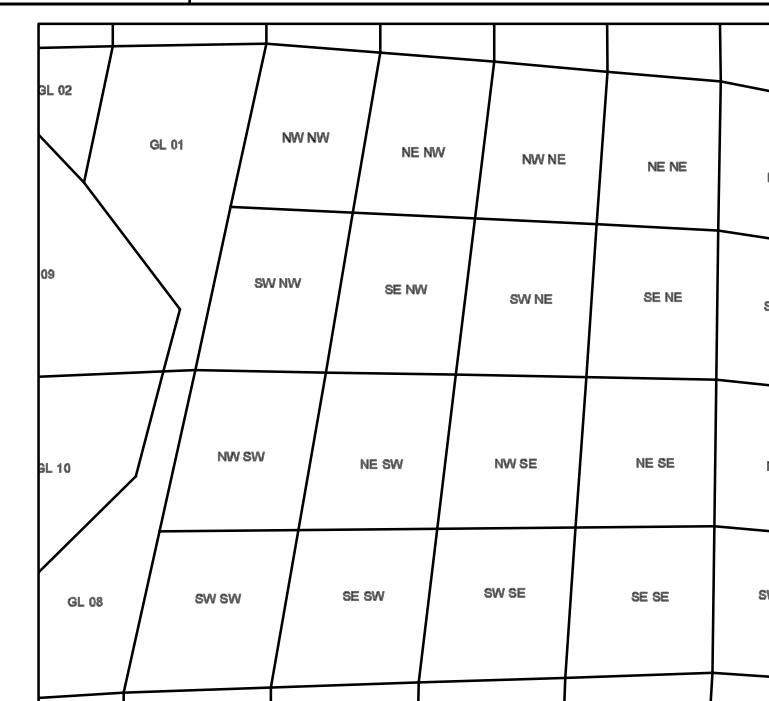 GL 02
GL 01
NW NW
NE NW
NW NE
NE NE
09
SW NW
SE NW
SW NE
SE NE
GL 10
NW SW
NE SW
NW SE
NE SE
GL 08
SW SW
SE SW
SW SE
SE SE